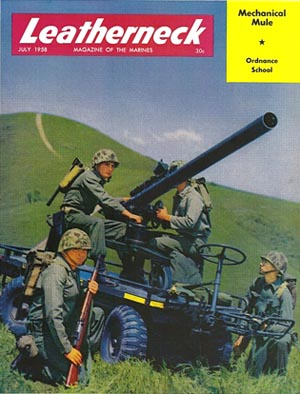 Leatherneck
JULY 1958 MAGAZINE OF THE MARINES 30c
Mechanical
Mule
★
Ordnance
School